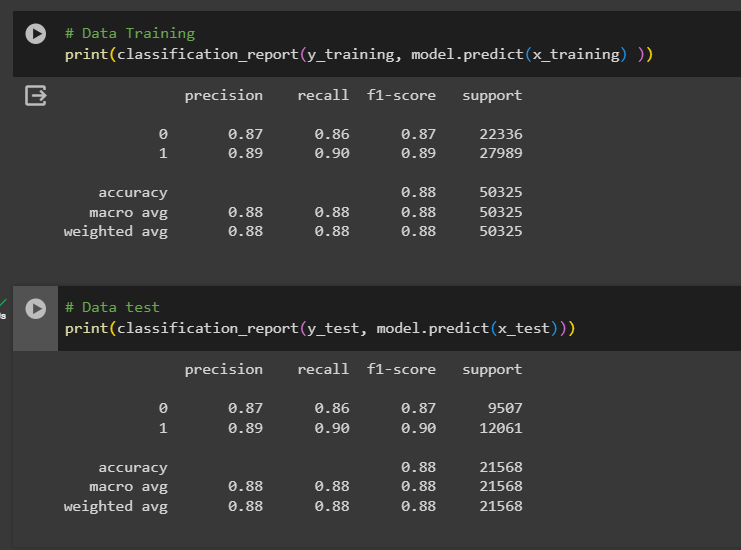 # Data Training
print(classification_report(y_training, model.predict(x_training) ))
precision recall f1-score support
0 0.87 0.86 0.87 22336
1 0.89 0.90 0.89 27989
accuracy 0.88 50325
macro avg 0.88 0.88 0.88 50325
weighted avg 0.88 0.88 0.88 50325
# Data test
print(classification_report(y_test, model.predict(x_test)))
precision recall f1-score support
0 0.87 0.86 0.87 9507
1 0.89 0.90 0.90 12061
accuracy 0.88 21568
macro avg 0.88 0.88 0.88 21568
weighted avg 0.88 0.88 0.88 21568